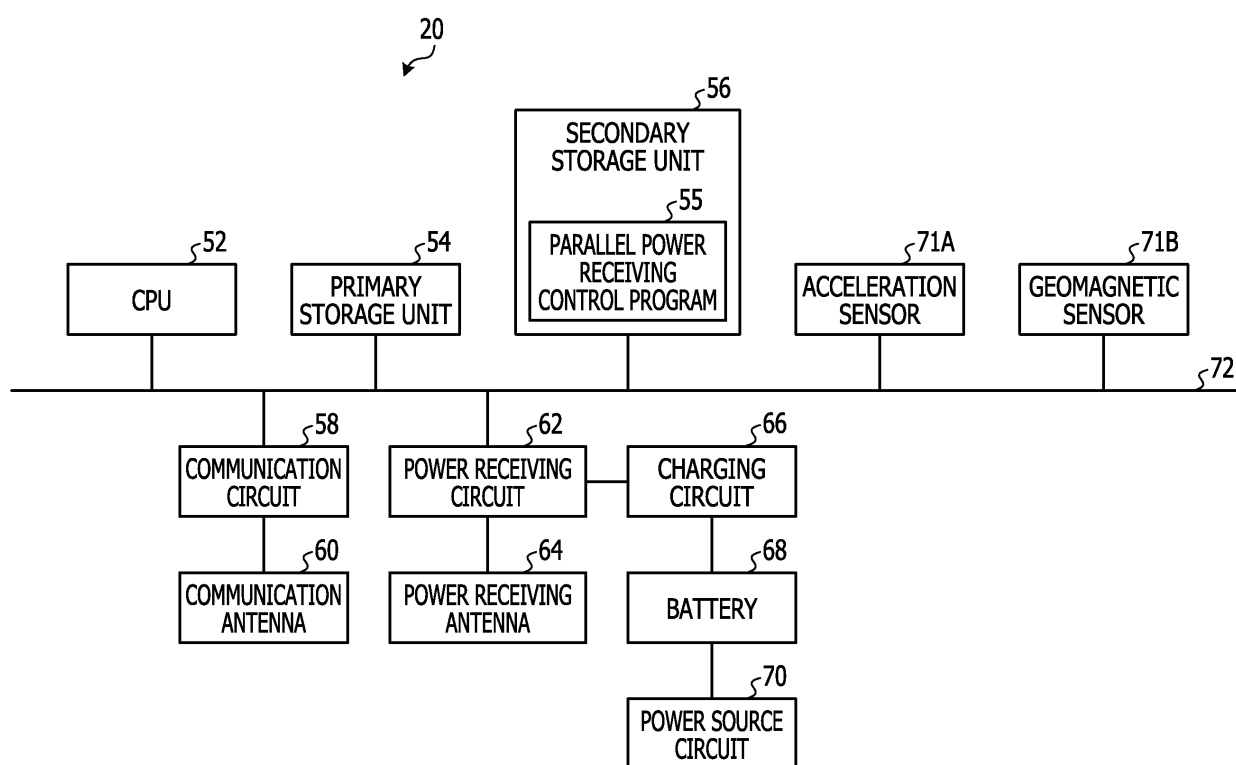 20
56
SECONDARY
STORAGE UNIT
55
PARALLEL POWER
RECEIVING
CONTROL PROGRAM
52
CPU
54
PRIMARY
STORAGE UNIT
71A
ACCELERATION
SENSOR
71B
GEOMAGNETIC
SENSOR
72
58
COMMUNICATION
CIRCUIT
62
POWER RECEIVING
CIRCUIT
66
CHARGING
CIRCUIT
60
COMMUNICATION
ANTENNA
64
POWER RECEIVING
ANTENNA
68
BATTERY
70
POWER SOURCE
CIRCUIT